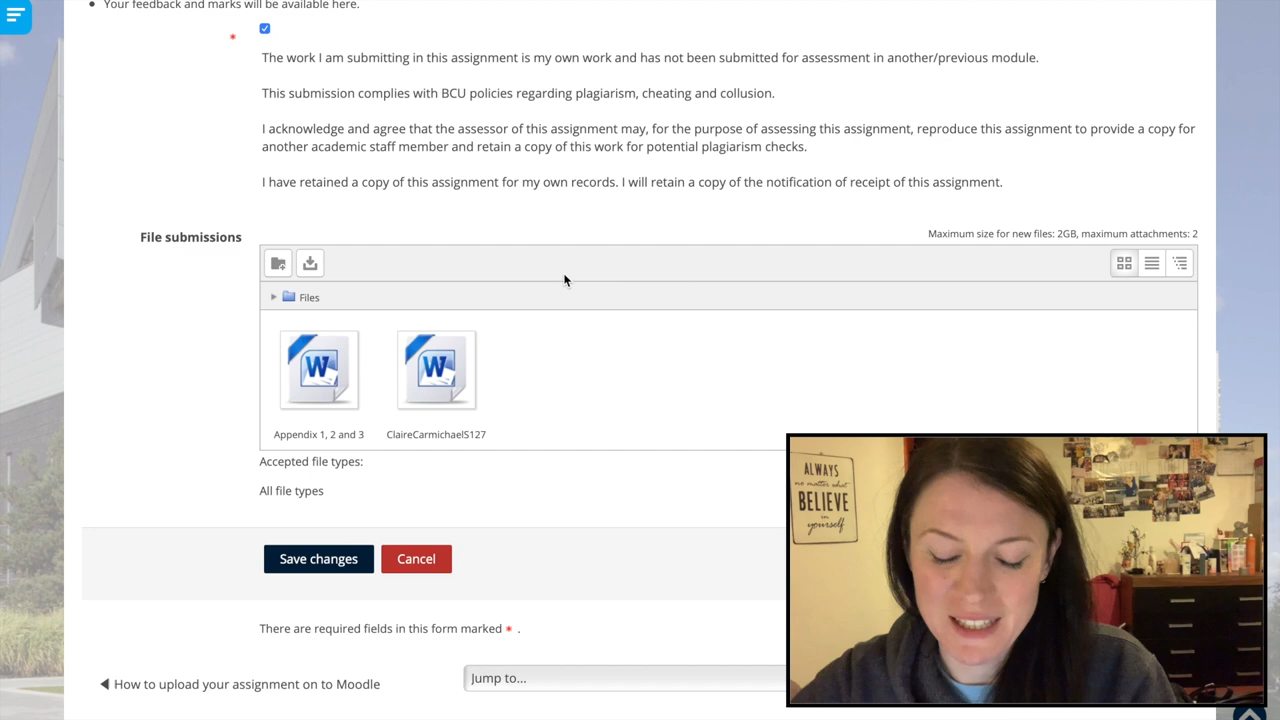 Your feedback and marks will be available here.
*
The work I am submitting in this assignment is my own work and has not been submitted for assessment in another/previous module.
This submission complies with BCU policies regarding plagiarism, cheating and collusion.
I acknowledge and agree that the assessor of this assignment may, for the purpose of assessing this assignment, reproduce this assignment to provide a copy for
another academic staff member and retain a copy of this work for potential plagiarism checks.
I have retained a copy of this assignment for my own records. I will retain a copy of the notification of receipt of this assignment.
File submissions
Maximum size for new files: 2GB, maximum attachments: 2
Files
W
W
Appendix 1, 2 and 3
ClaireCarmichaelS127
Accepted file types:
All file types
Save changes
Cancel
There are required fields in this form marked * .
How to upload your assignment on to Moodle
Jump to...
ALWAYS
no matter what
BELIEVE
in
yourself